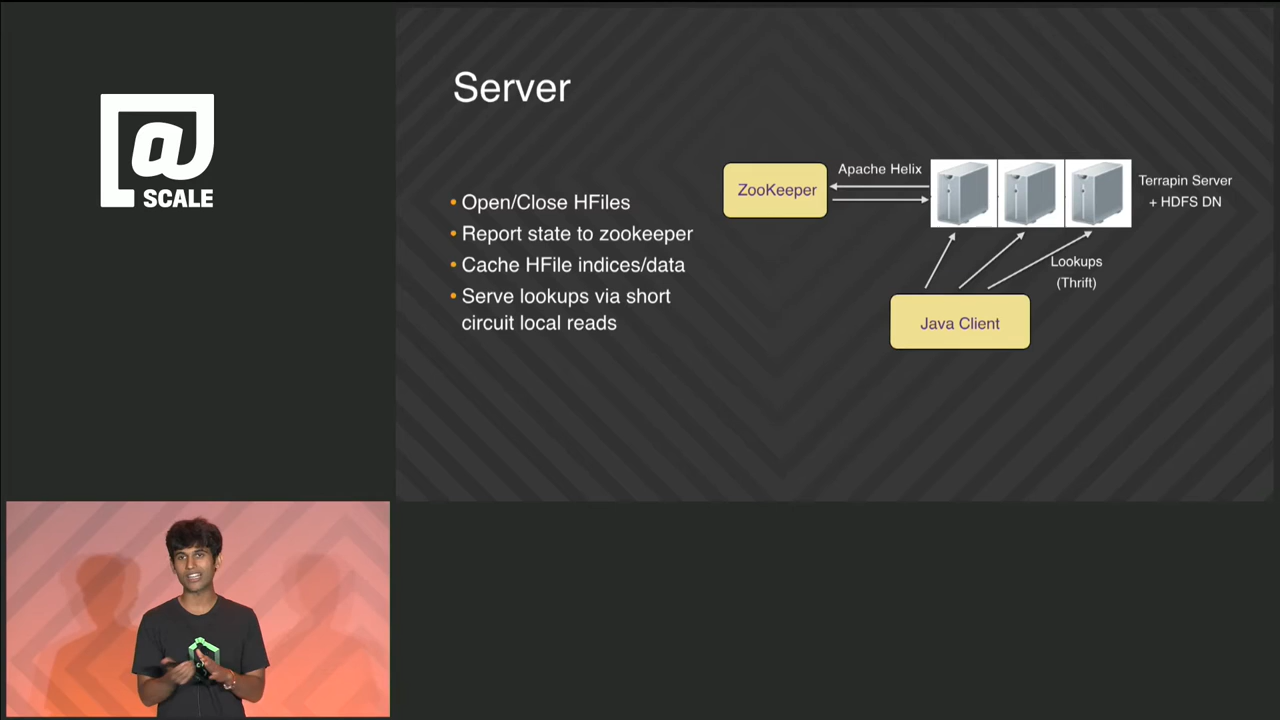 @
SCALE
Server
• Open/Close HFiles
• Report state to zookeeper
• Cache HFile indices/data
• Serve lookups via short
circuit local reads
ZooKeeper
Apache Helix
Terrapin Server
+ HDFS DN
Lookups
(Thrift)
Java Client